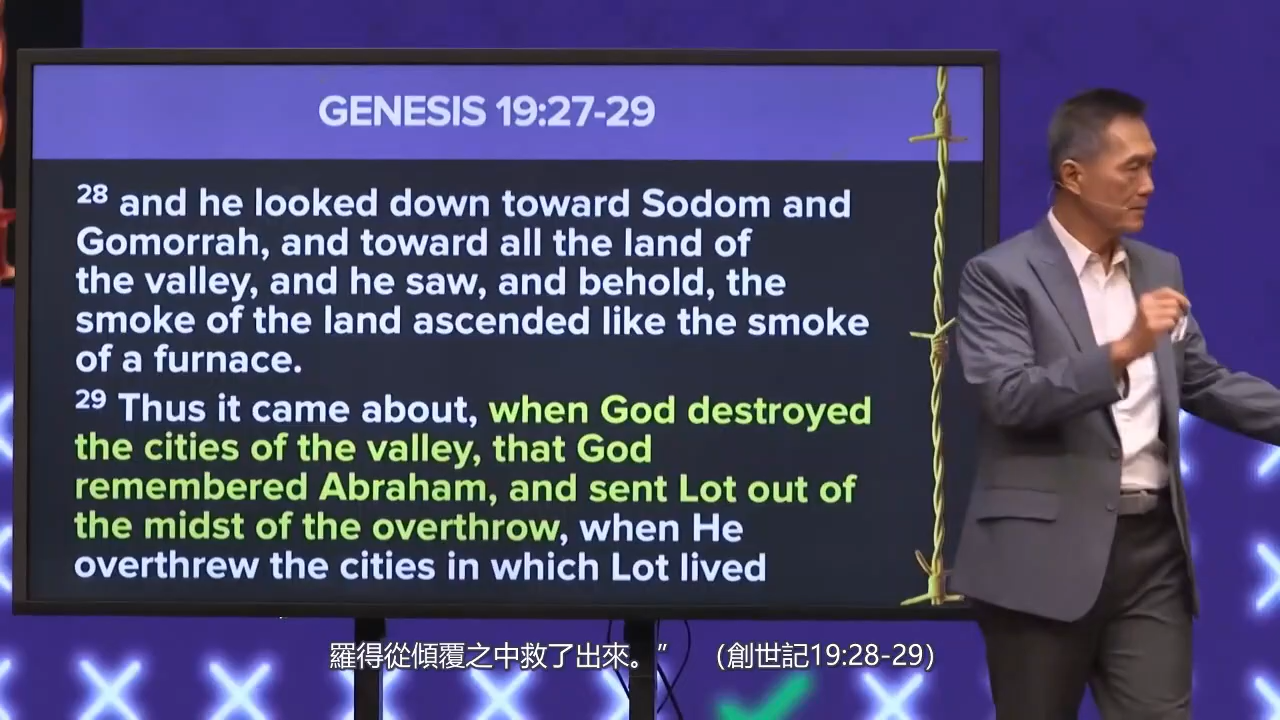 GENESIS 19:27-29
28 and he looked down toward Sodom and
Gomorrah, and toward all the land of
the valley, and he saw, and behold, the
smoke of the land ascended like the smoke
of a furnace.
29 Thus it came about, when God destroyed
the cities of the valley, that God
remembered Abraham, and sent Lot out of
the midst of the overthrow, when He
overthrew the cities in which Lot lived
羅得從傾覆之中救了出來。” （創世記19:28-29）